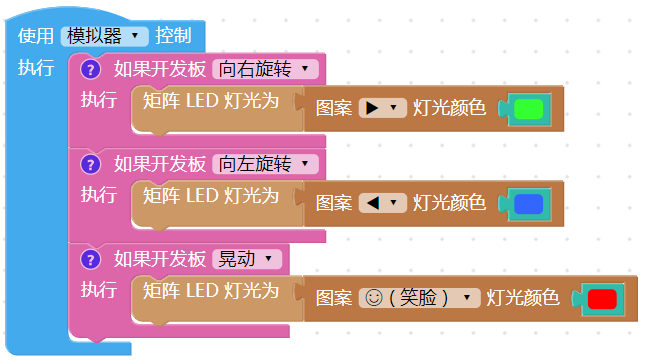 使用 模拟器 ▼ 控制
执行
? 如果开发板 向右旋转 ▼
执行 矩阵 LED 灯光为 图案 ▶ ▼ 灯光颜色
? 如果开发板 向左旋转 ▼
执行 矩阵 LED 灯光为 图案 ◀ ▼ 灯光颜色
? 如果开发板 晃动 ▼
执行 矩阵 LED 灯光为 图案 ☺ ( 笑脸 ) ▼ 灯光颜色